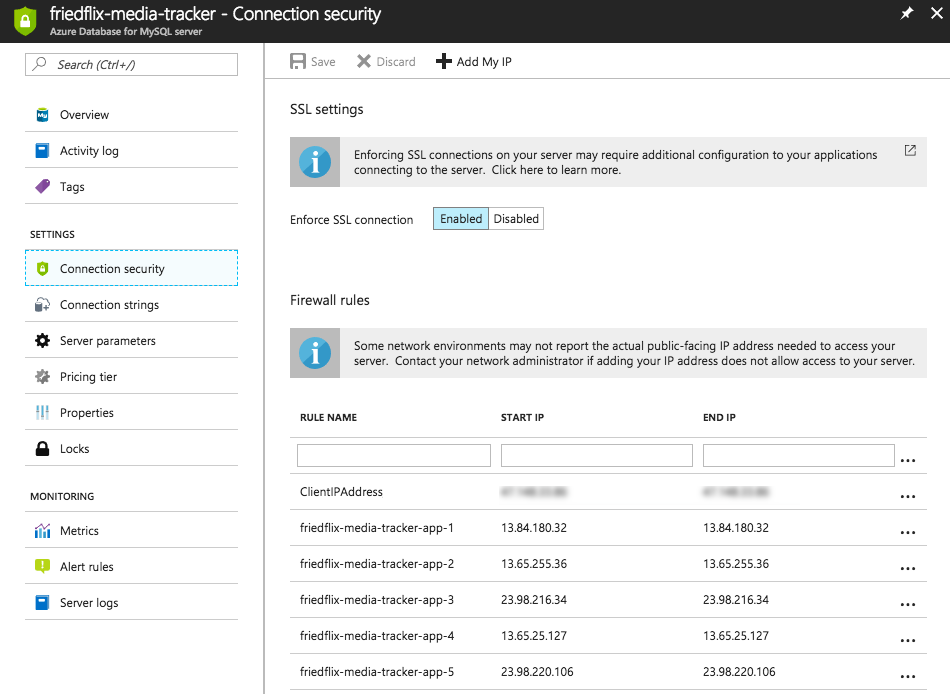 friedflix-media-tracker - Connection security
Azure Database for MySQL server
Search (Ctrl+/)
Overview
Activity log
Tags
SETTINGS
Connection security
Connection strings
Server parameters
Pricing tier
Properties
Locks
MONITORING
Metrics
Alert rules
Server logs
Save Discard Add My IP
SSL settings
Enforcing SSL connections on your server may require additional configuration to your applications
connecting to the server. Click here to learn more.
Enforce SSL connection Enabled Disabled
Firewall rules
Some network environments may not report the actual public-facing IP address needed to access your
server. Contact your network administrator if adding your IP address does not allow access to your server.
RULE NAME START IP END IP
...
ClientIPAddress ...
friedflix-media-tracker-app-1 13.84.180.32 13.84.180.32 ...
friedflix-media-tracker-app-2 13.65.255.36 13.65.255.36 ...
friedflix-media-tracker-app-3 23.98.216.34 23.98.216.34 ...
friedflix-media-tracker-app-4 13.65.25.127 13.65.25.127 ...
friedflix-media-tracker-app-5 23.98.220.106 23.98.220.106 ...